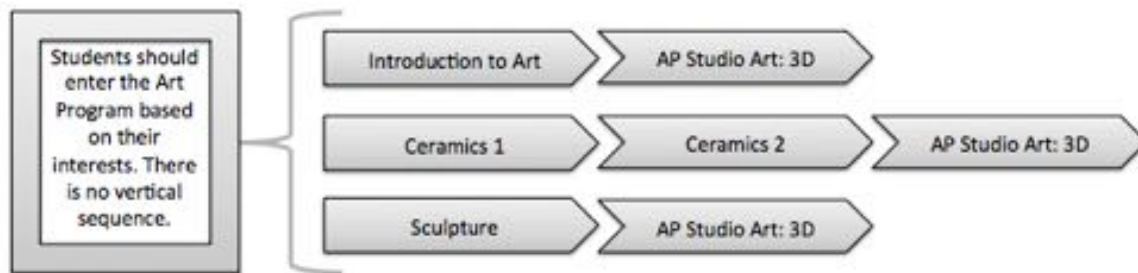 Students should
enter the Art
Program based
on their
interests. There
is no vertical
sequence.
Introduction to Art
AP Studio Art: 3D
Ceramics 1
Ceramics 2
AP Studio Art: 3D
Sculpture
AP Studio Art: 3D